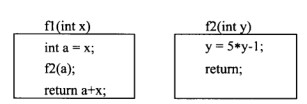 f1(int x)
int a = x;
f2(a);
return a+x;
f2(int y)
y = 5*y-1;
return;